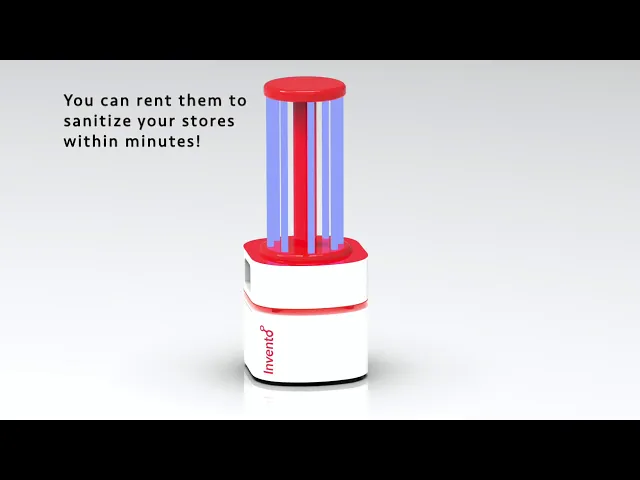 You can rent them to
sanitize your stores
within minutes!
Invento